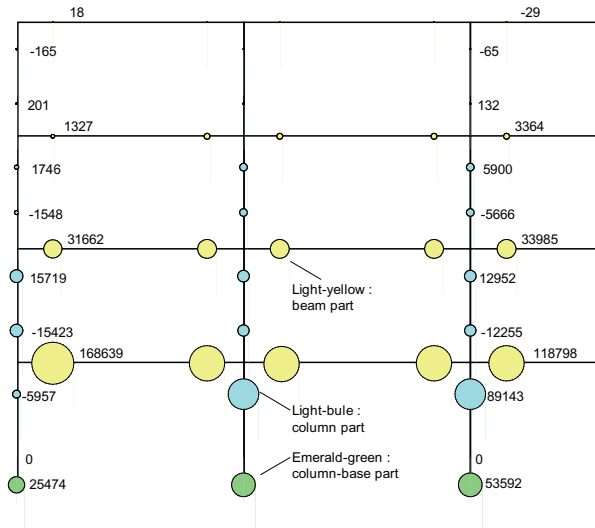 18 -29
-165 -65
201 132
1327 3364
1746 5900
-1548 -5666
31662 33985
15719 12952
Light-yellow :
beam part
-15423 -12255
168639 118798
-5957 89143
Light-bule :
column part
0 0
Emerald-green :
column-base part
25474 53592